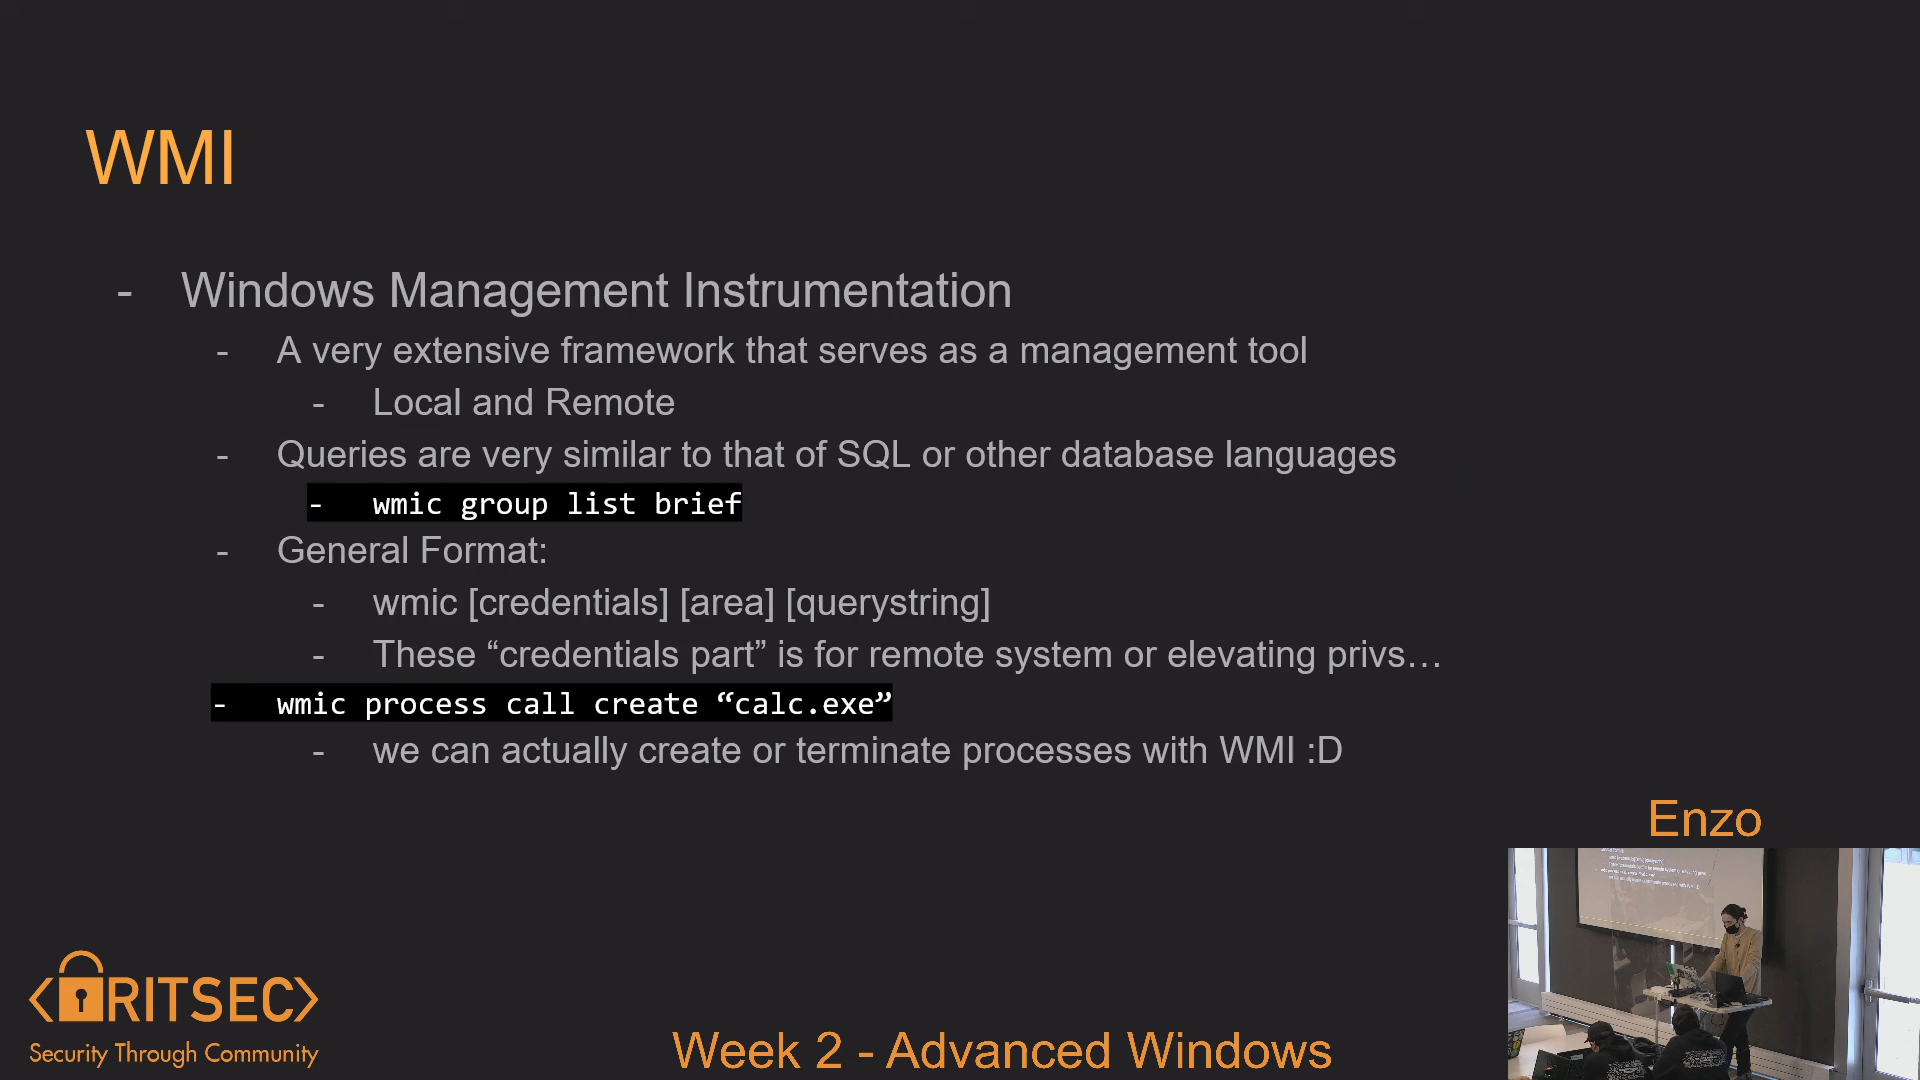 WMI
- Windows Management Instrumentation
- A very extensive framework that serves as a management tool
- Local and Remote
- Queries are very similar to that of SQL or other database languages
- wmic group list brief
- General Format:
- wmic [credentials] [area] [querystring]
- These “credentials part” is for remote system or elevating privs…
- wmic process call create “calc.exe”
- we can actually create or terminate processes with WMI :D
Enzo
RITSEC
Security Through Community
Week 2 - Advanced Windows